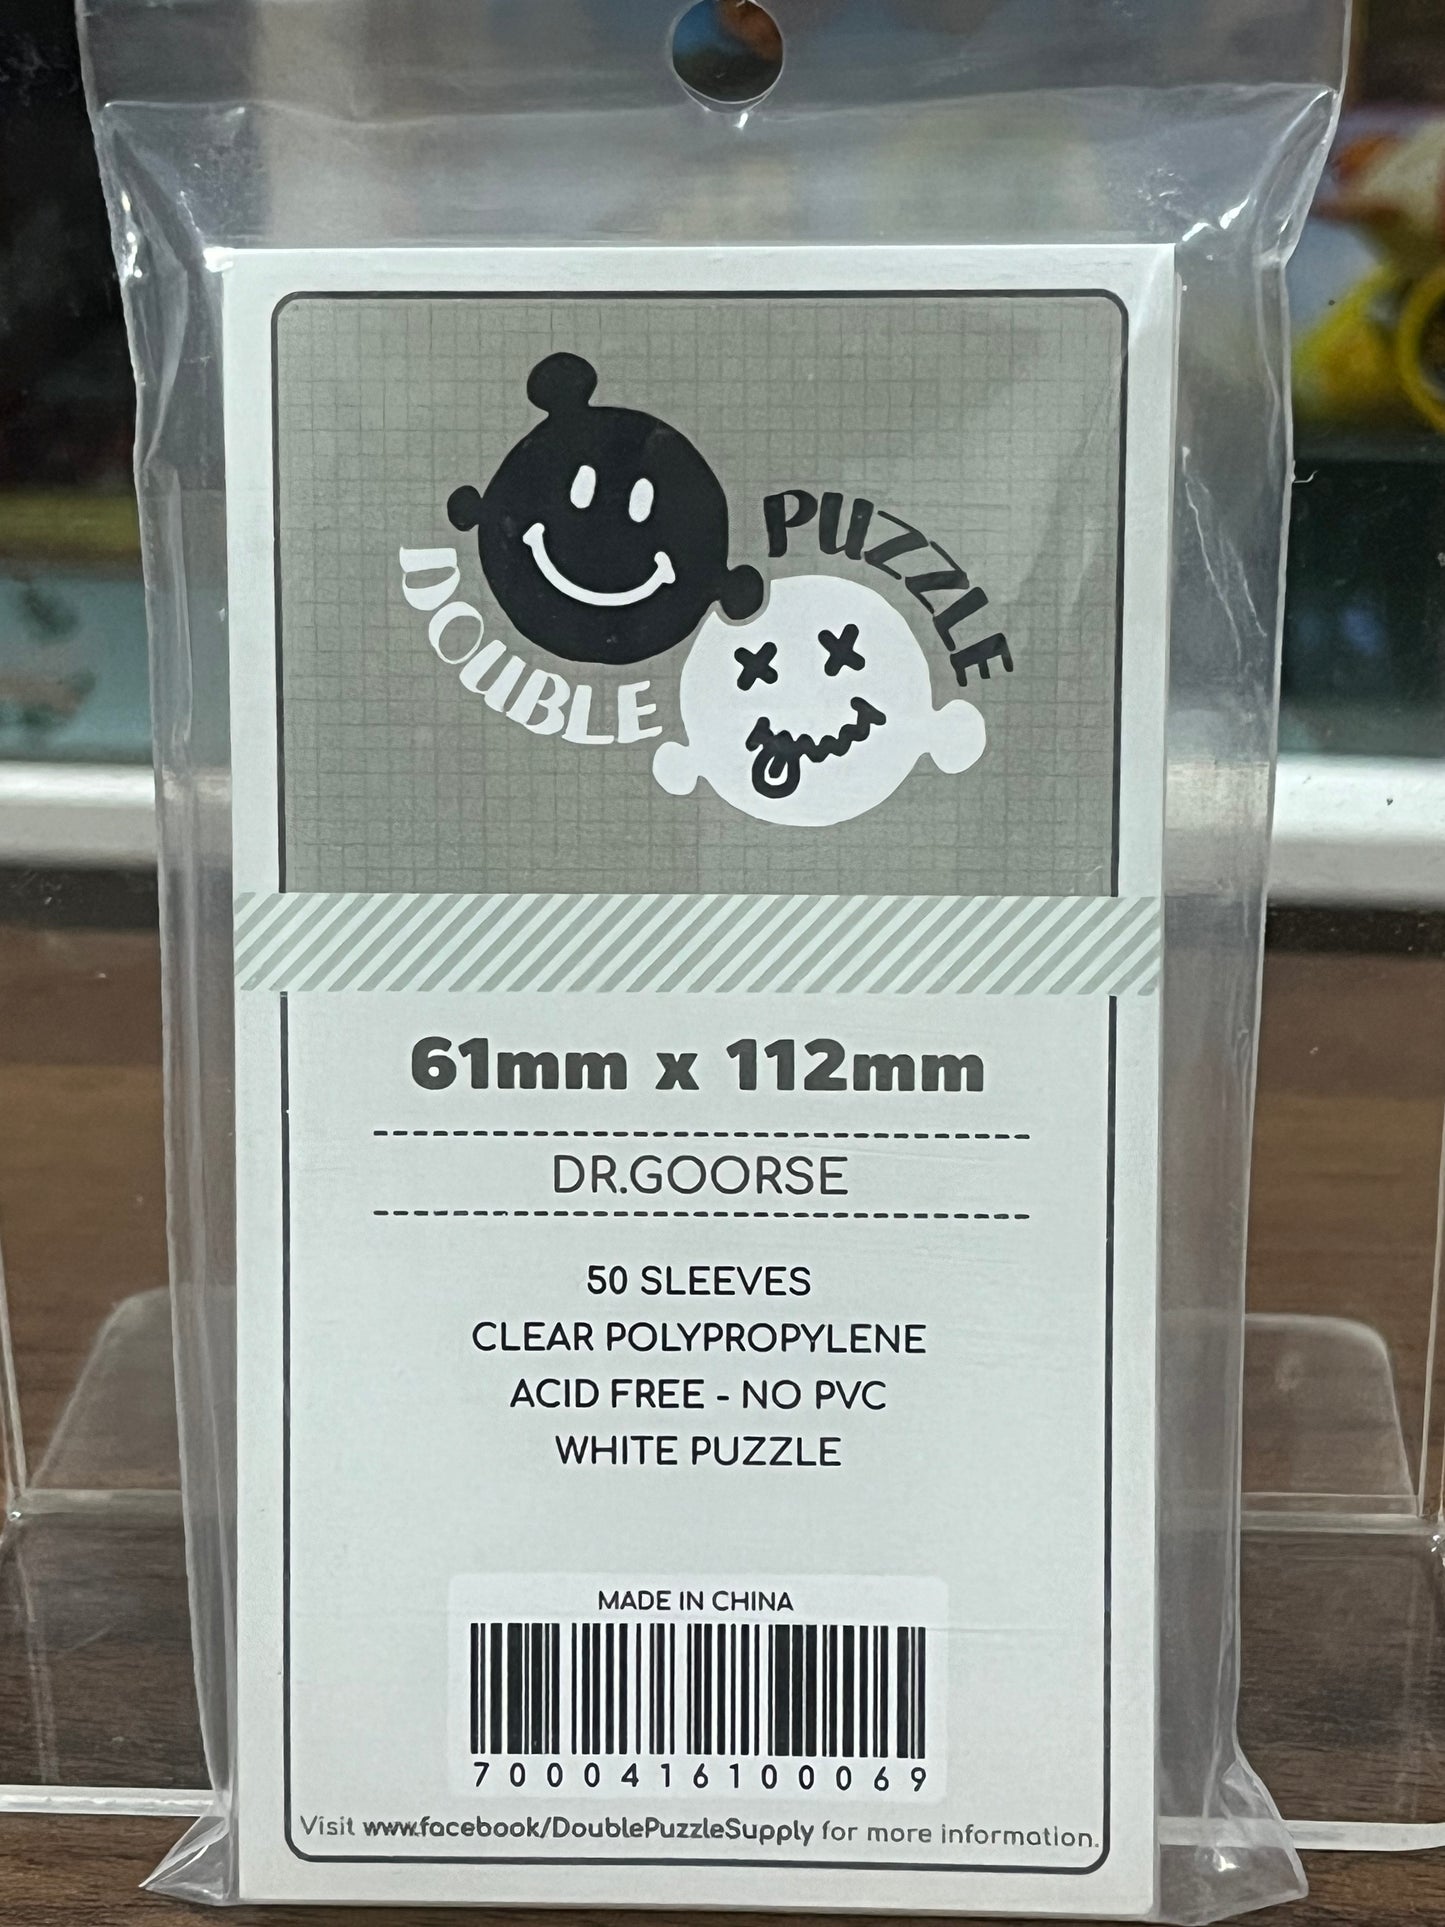 DOUBLE
PUZZLE
61mm x 112mm
DR.GOORSE
50 SLEEVES
CLEAR POLYPROPYLENE
ACID FREE - NO PVC
WHITE PUZZLE
MADE IN CHINA
7000416100069
Visit www.facebook/DoublePuzzleSupply for more information.